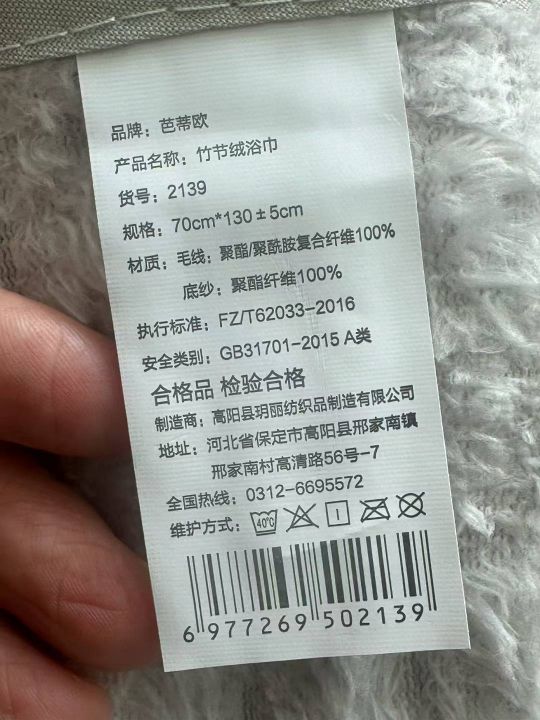 品牌：芭蒂欧
产品名称：竹节绒浴巾
货号：2139
规格：70cm*130±5cm
材质：毛线：聚酯/聚酰胺复合纤维100%
底纱：聚酯纤维100%
执行标准：FZ/T62033-2016
安全类别：GB31701-2015 A类
合格品 检验合格
制造商：高阳县玥丽纺织品制造有限公司
地址：河北省保定市高阳县邢家南镇
邢家南村高清路56号-7
全国热线：0312-6695572
维护方式：40℃
6 977269 502139